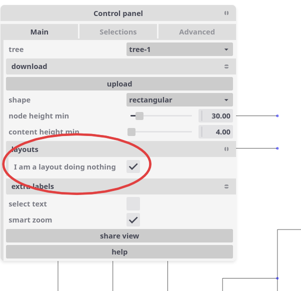 Control panel
Main Selections Advanced
tree tree-1
download
upload
shape rectangular
node height min 30.00
content height min 4.00
layouts
I am a layout doing nothing
extra labels
select text
smart zoom
share view
help